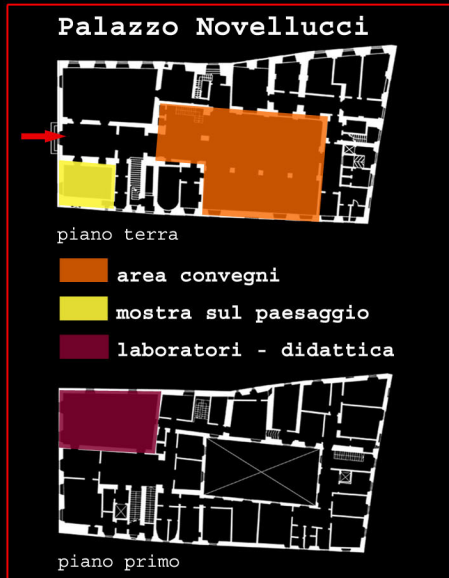 Palazzo Novellucci
piano terra
area convegni
mostra sul paesaggio
laboratori - didattica
piano primo